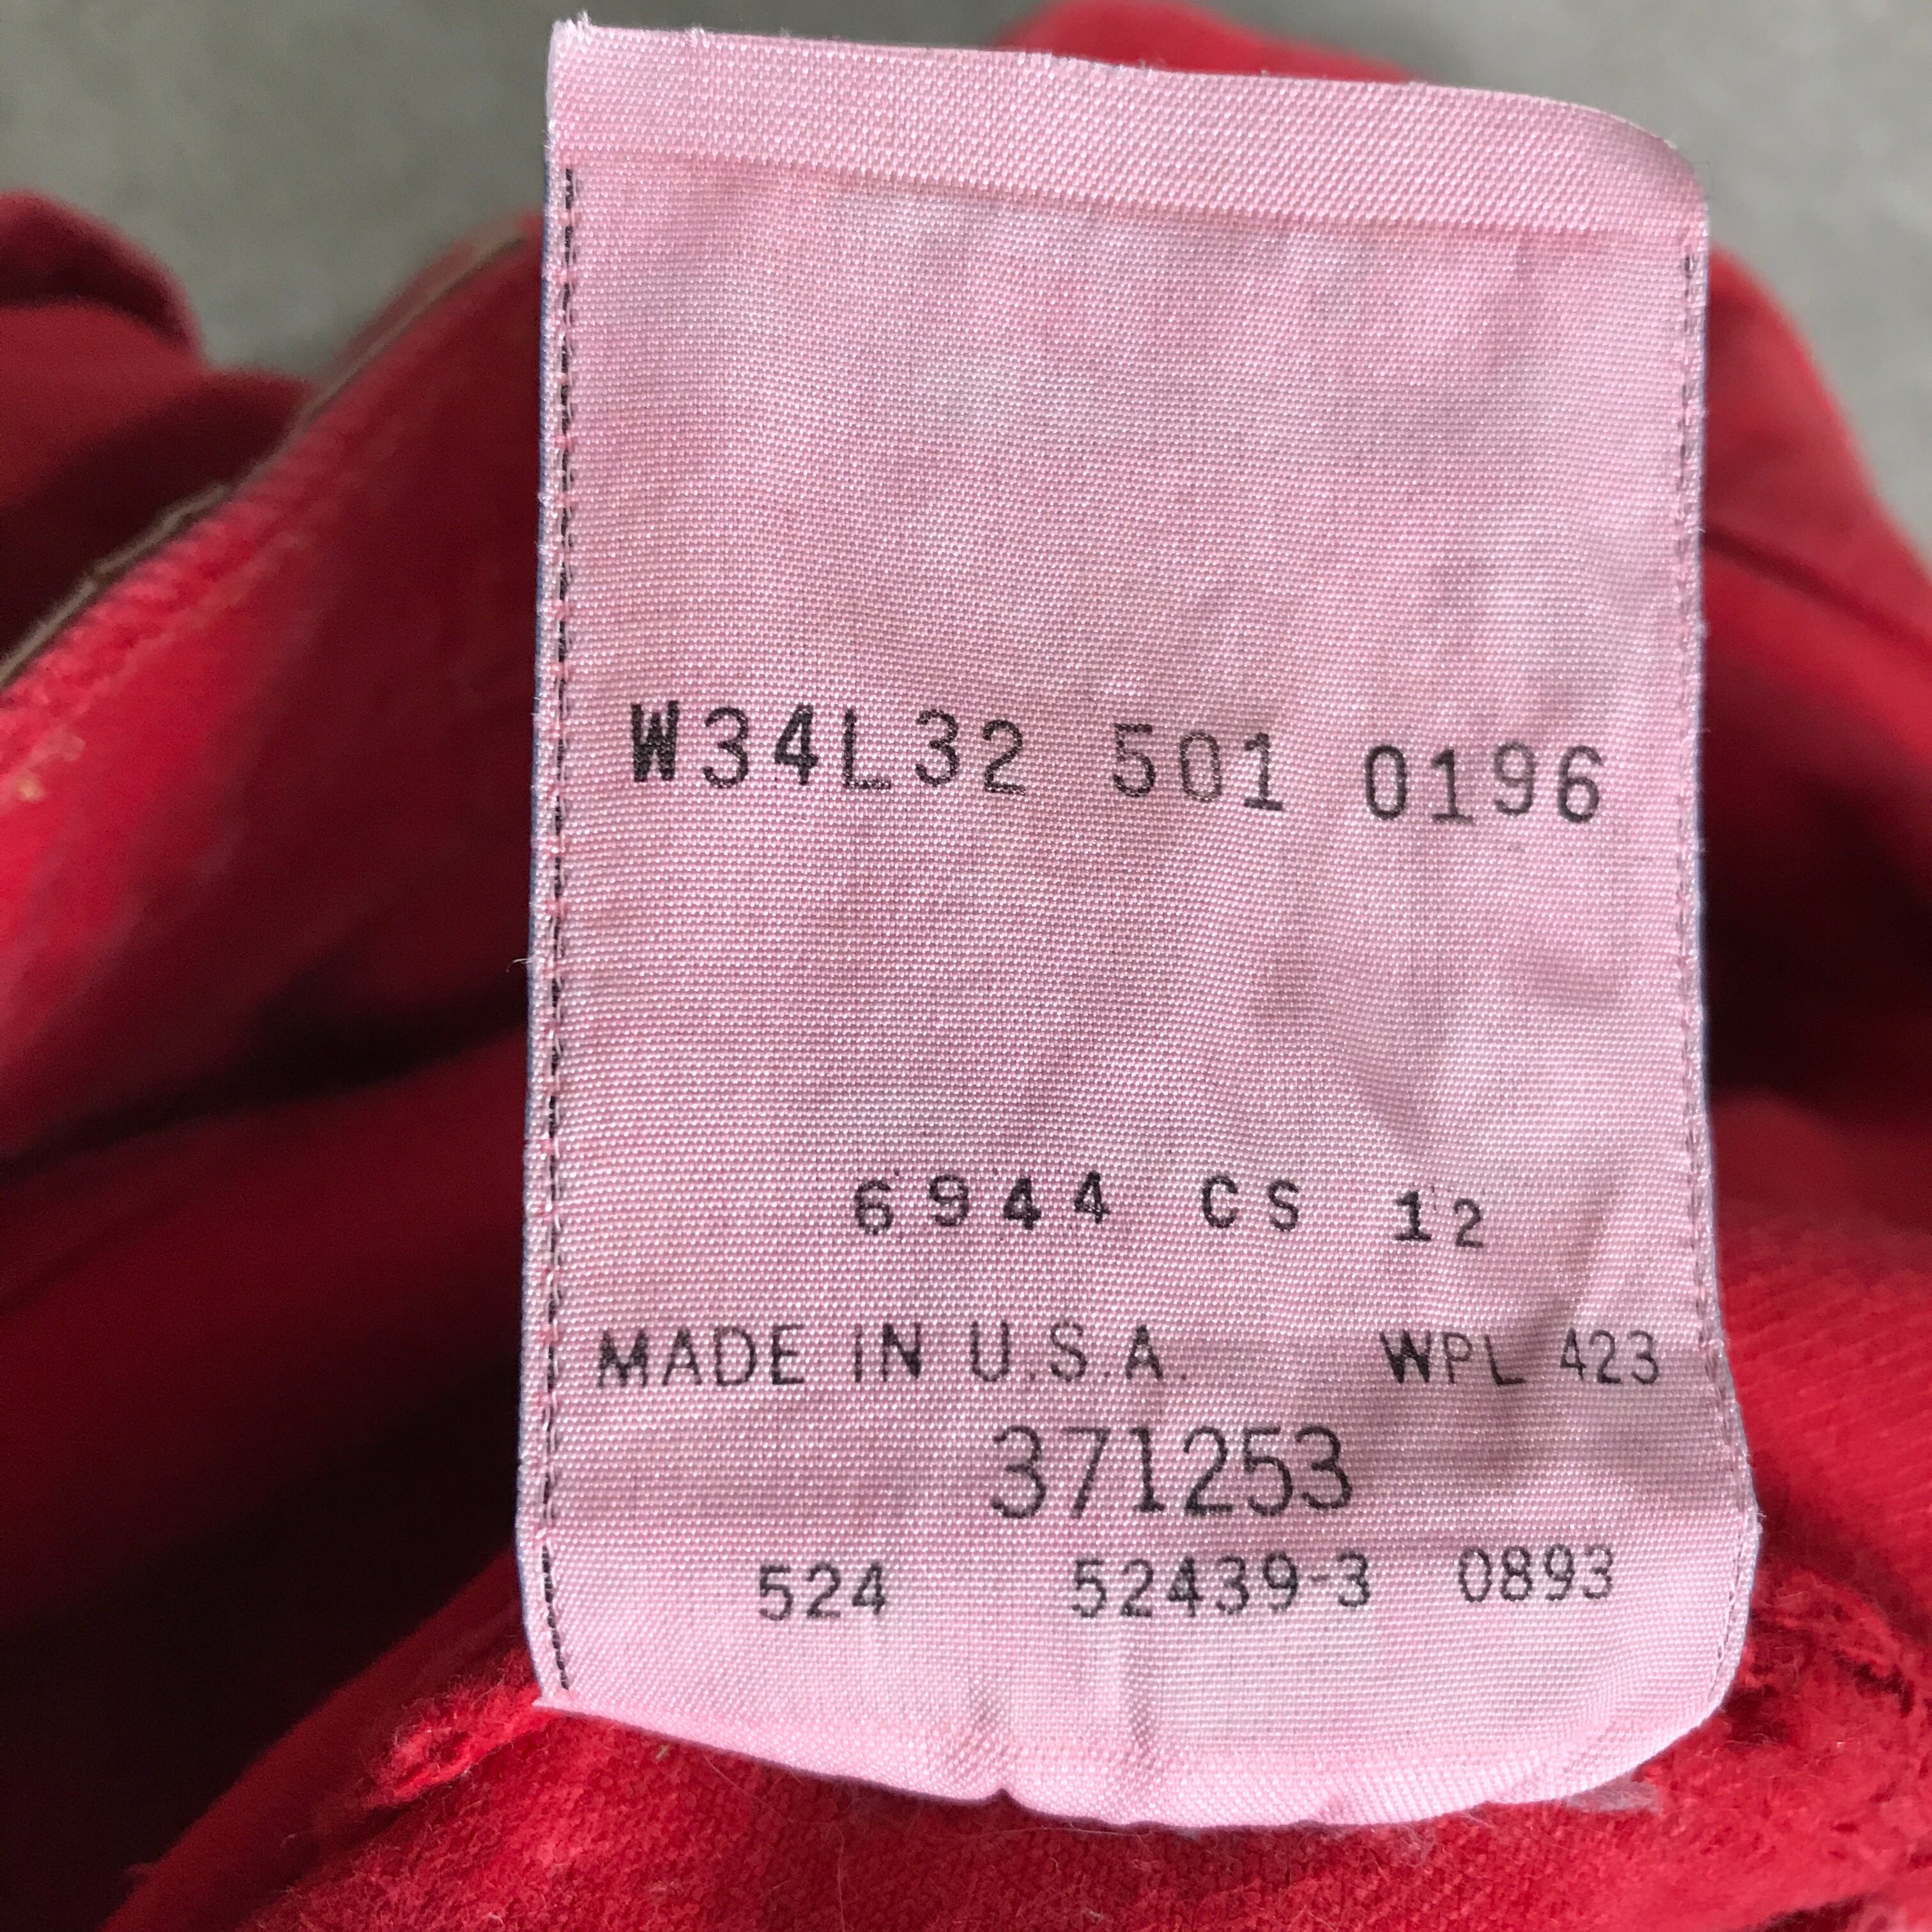 W34L32 501 0196
6944 CS 12
MADE IN U.S.A. WPL 423
371253
524 52439-3 0893